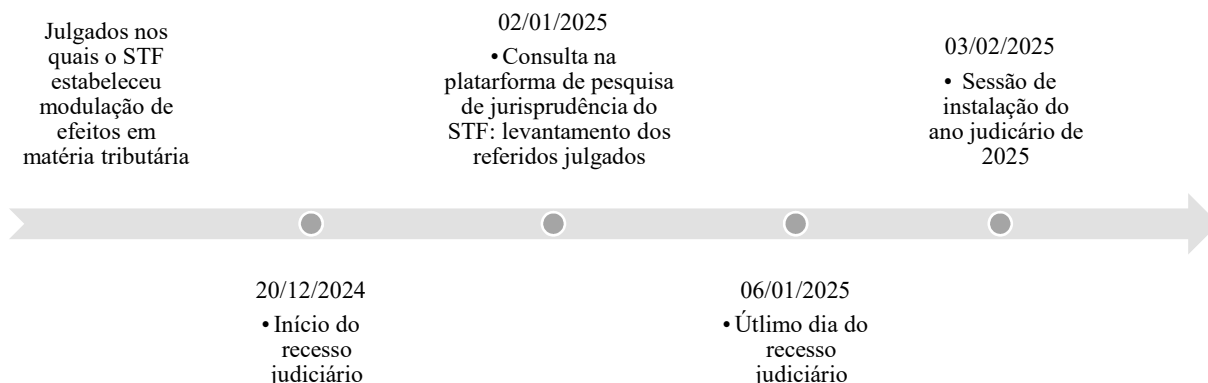 Julgados nos
quais o STF
estabeleceu
modulação de
efeitos em
matéria tributária
02/01/2025
• Consulta na
platarforma de pesquisa
de jurisprudência do
STF: levantamento dos
referidos julgados
03/02/2025
• Sessão de
instalação do
ano judicário de
2025
20/12/2024
• Início do
recesso
judiciário
06/01/2025
• Útlimo dia do
recesso
judiciário